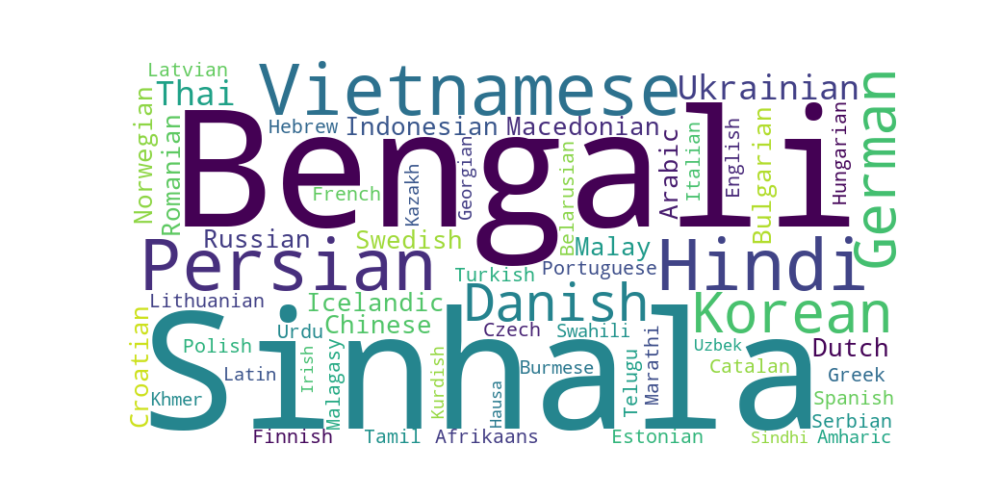 Latvian
Thai
Vietnamese
Ukrainian
German
Norwegian
Romanian
Bengali
Hebrew
Indonesian
Macedonian
Arabic
Italian
English
Bulgarian
Hungarian
French
Kazakh
Georgian
Belarusian
Russian
Swedish
Malay
Persian
Turkish
Portuguese
Hindi
Lithuanian
Icelandic
Danish
Korean
Croatian
Sinhala
Urdu
Chinese
Czech
Swahili
Uzbek
Dutch
Polish
Irish
Malagasy
Kurdish
Hausa
Burmese
Telugu
Marathi
Catalan
Greek
Latin
Khmer
Spanish
Serbian
Finnish
Tamil
Afrikaans
Estonian
Sindhi
Amharic